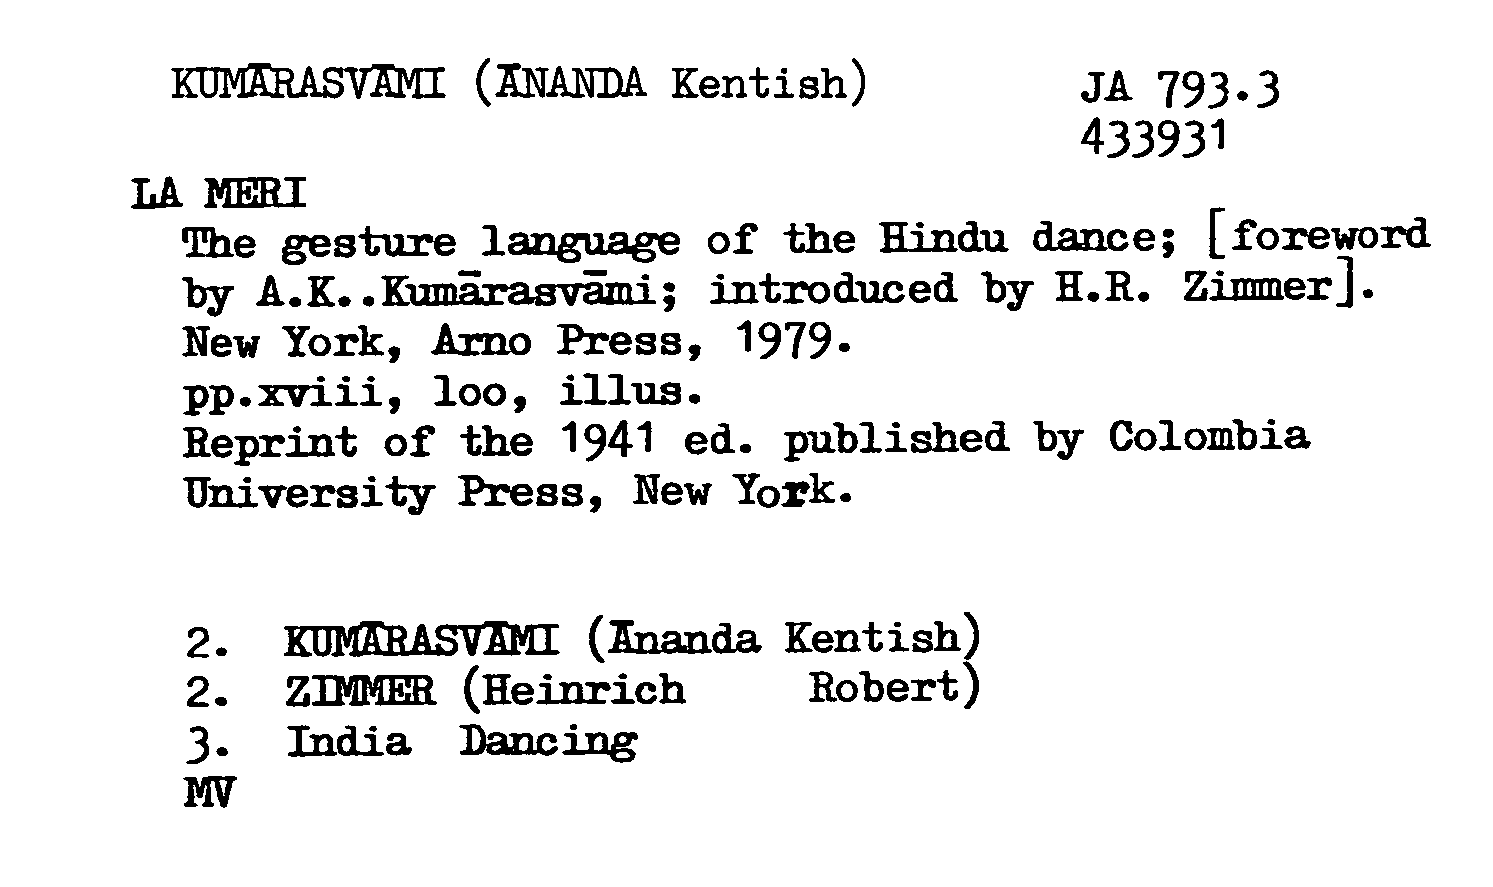 KUMĀRASVĀMI (ĀNANDA Kentish) JA 793.3
433931
LA MERI
The gesture language of the Hindu dance; [foreword
by A.K..Kumārasvāmi; introduced by H.R. Zimmer].
New York, Arno Press, 1979.
pp.xviii, loo, illus.
Reprint of the 1941 ed. published by Colombia
University Press, New York.
2. KUMĀRASVĀMI (Ānanda Kentish)
2. ZIMMER (Heinrich Robert)
3. India Dancing
MV